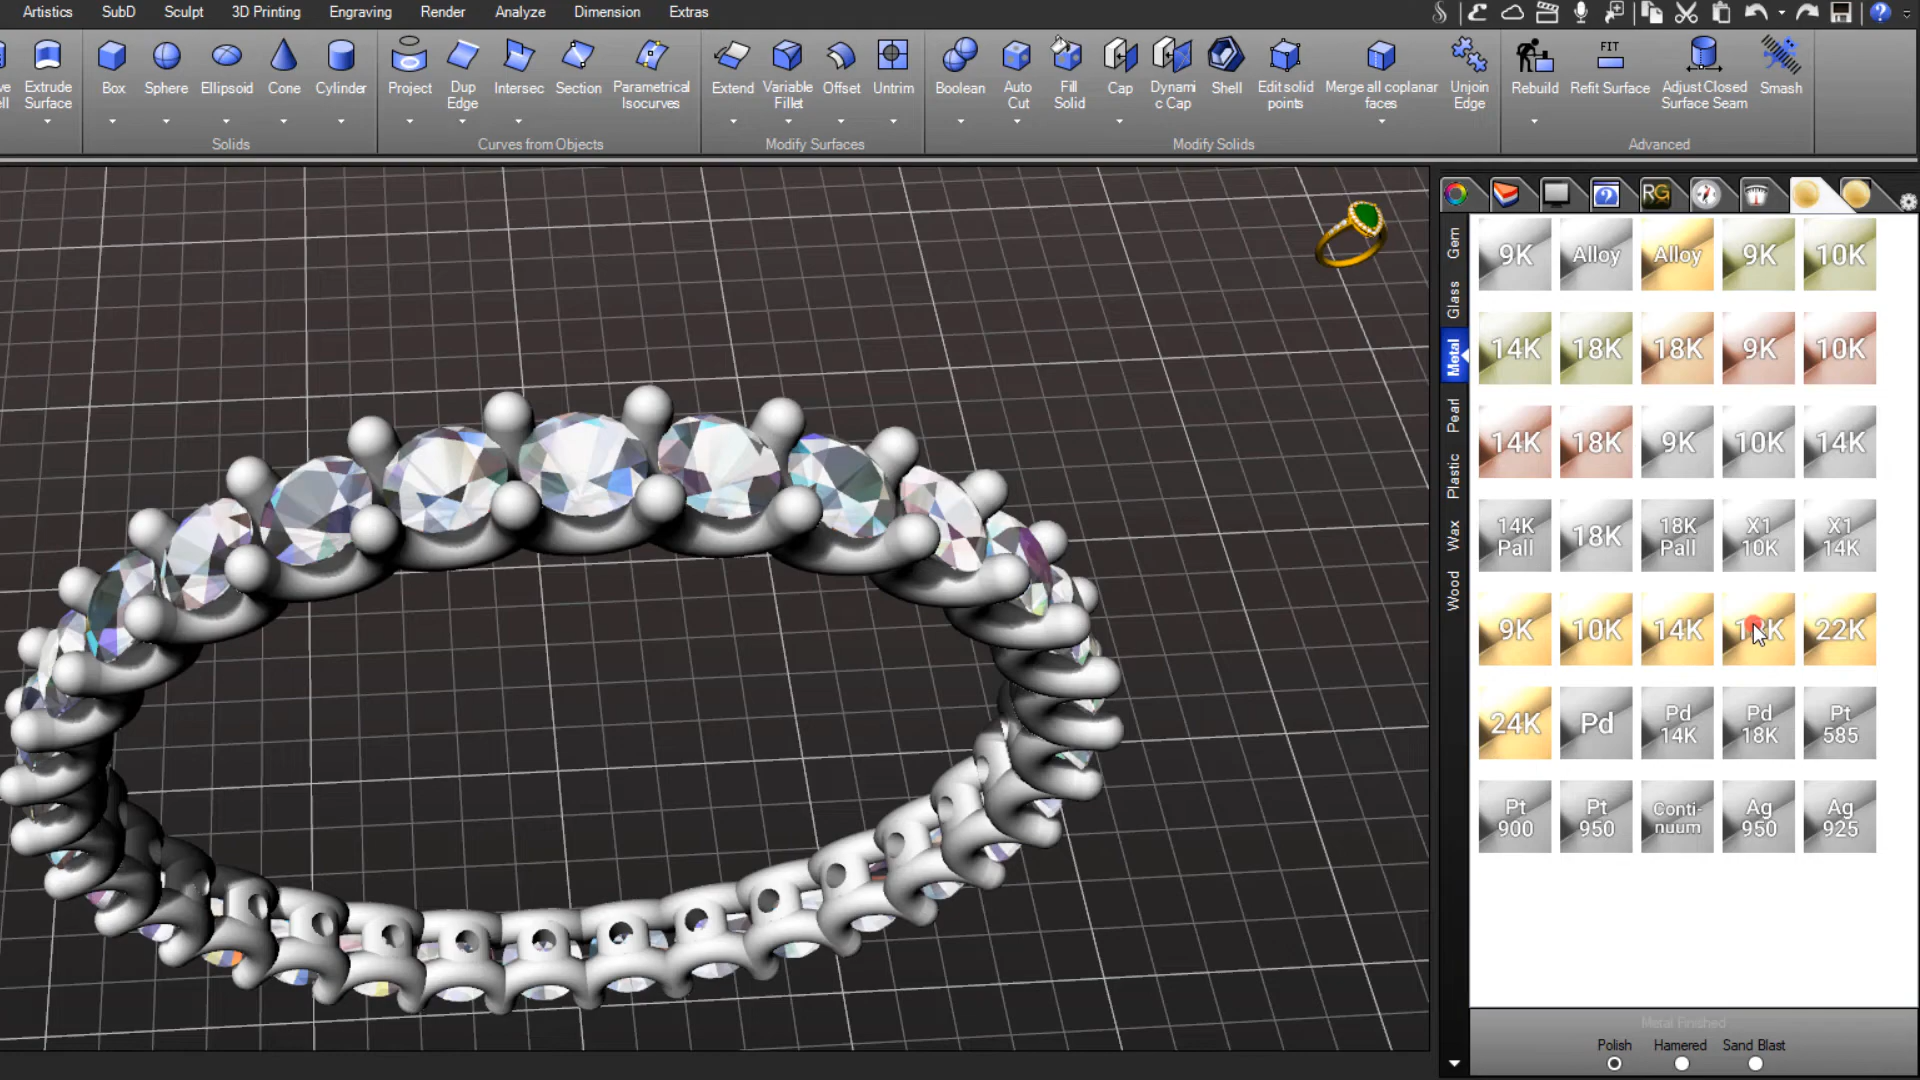 Artistics SubD Sculpt 3D Printing Engraving Render Analyze Dimension Extras
Extrude Surface
Box Sphere Ellipsoid Cone Cylinder
Solids
Project Dup Edge Intersec Section Parametrical Isocurves
Curves from Objects
Extend Variable Fillet Offset Untrim
Modify Surfaces
Boolean Auto Cut Fill Solid Cap Dynami c Cap Shell Edit solid points Merge all coplanar faces Unjoin Edge
Modify Solids
Rebuild Refit Surface Adjust Closed Surface Seam Smash
Advanced
FIT
RG
Gem
Glass
Metal
Pearl
Plastic
Wax
Wood
9K Alloy Alloy 9K 10K
14K 18K 18K 9K 10K
14K 18K 9K 10K 14K
14K Pall 18K 18K Pall X1 10K X1 14K
9K 10K 14K 22K
24K Pd Pd 14K Pd 18K Pt 585
Pt 900 Pt 950 Conti-nuum Ag 950 Ag 925
Metal Finished
Polish Hamered Sand Blast